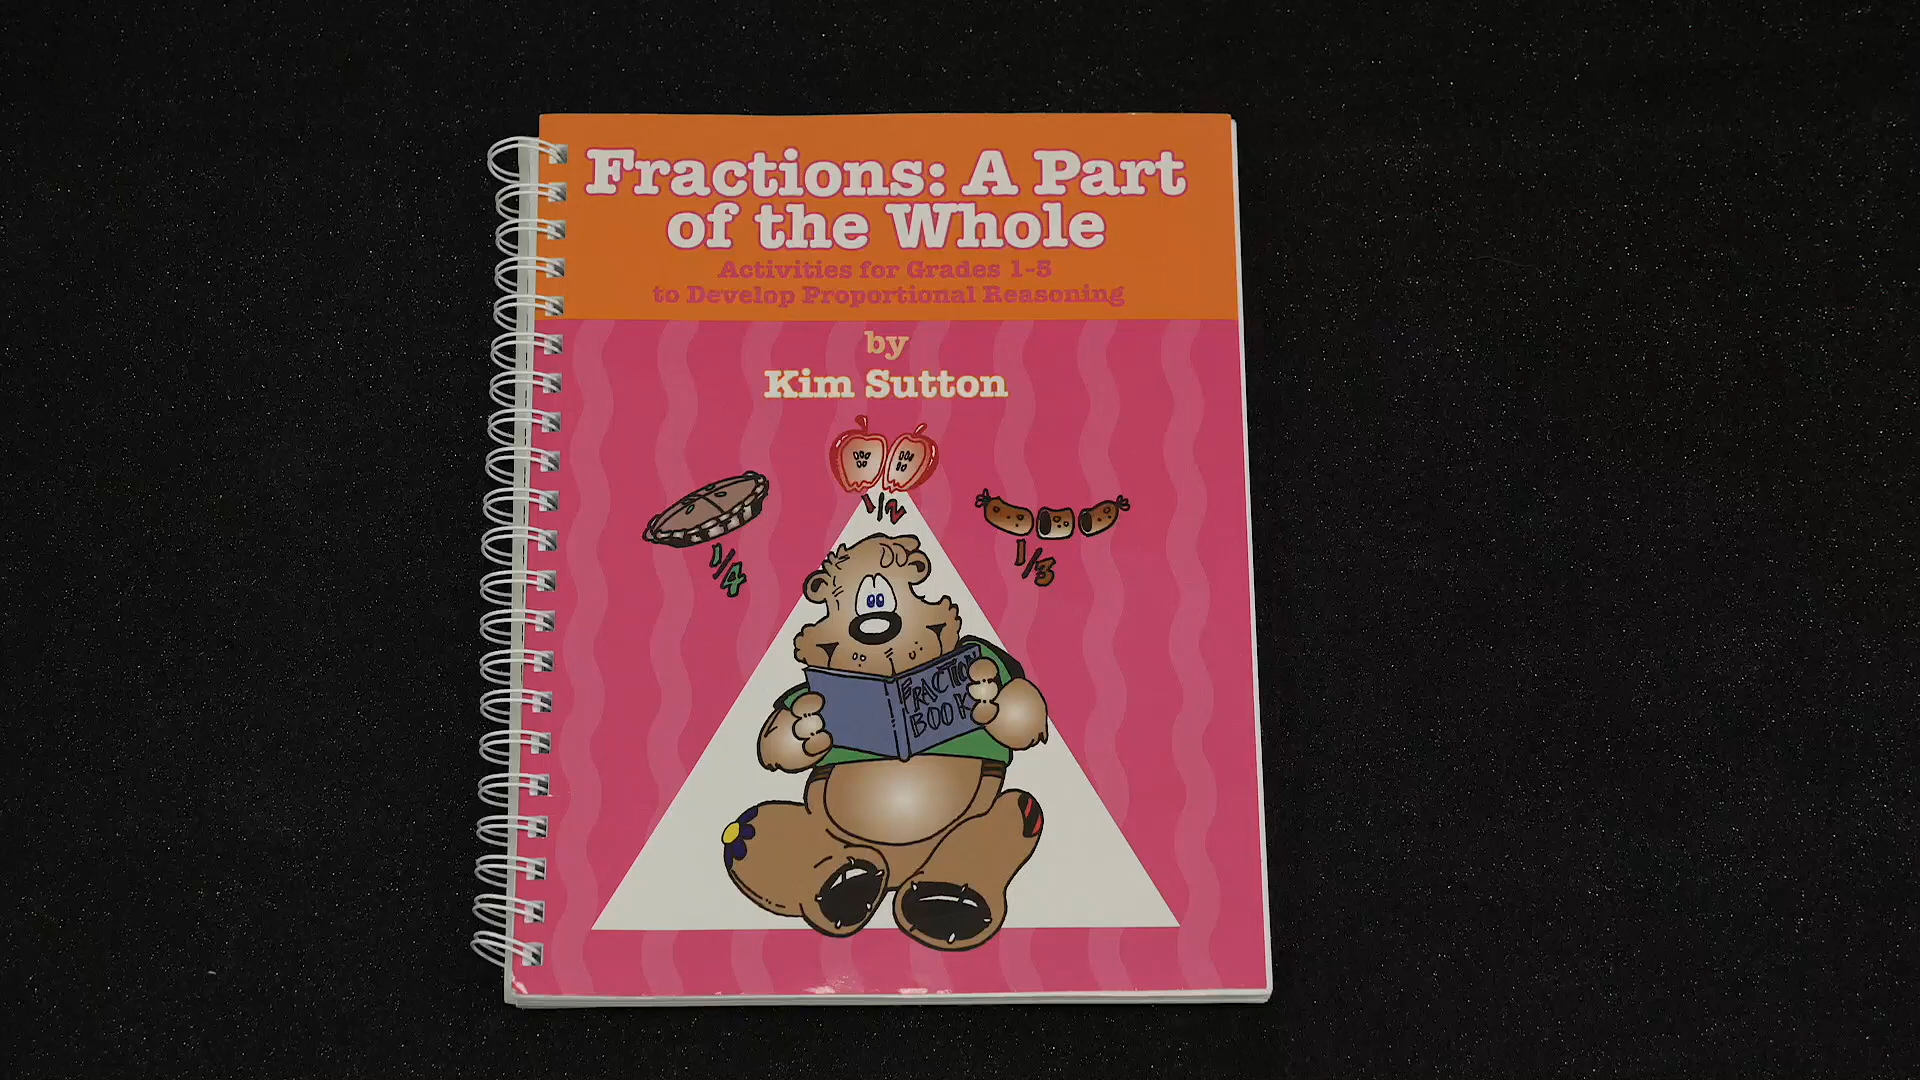 Fractions: A Part
of the Whole
Activities for Grades 1-5
to Develop Proportional Reasoning
by
Kim Sutton
1/2
1/4
1/3
FRACTION
BOOK